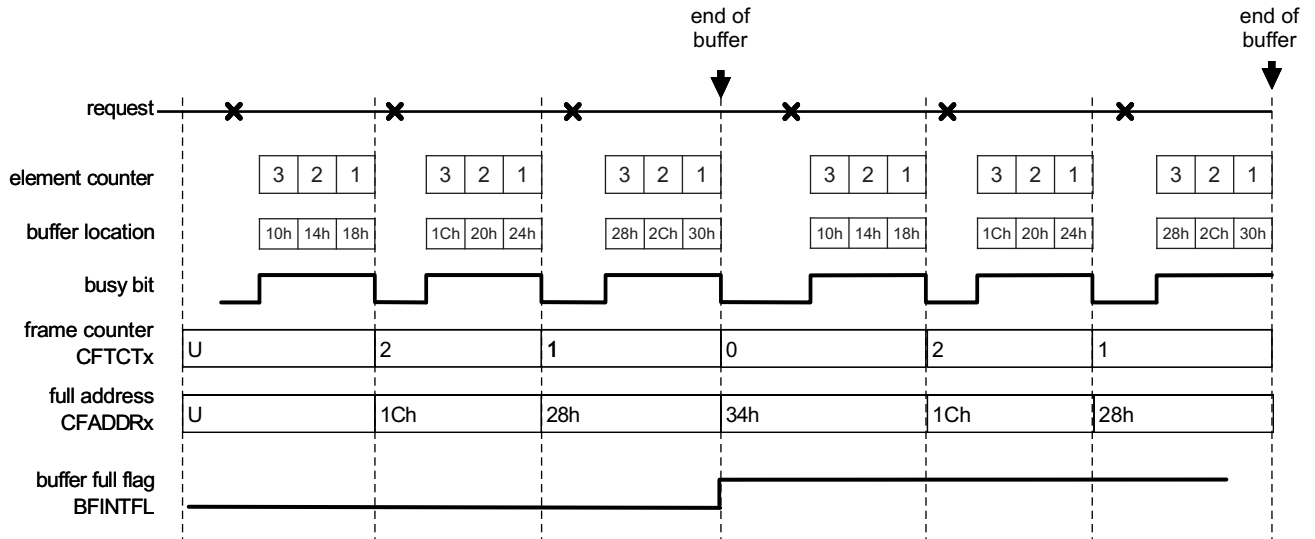 end of
buffer
end of
buffer
request
element counter
3 2 1 3 2 1 3 2 1 3 2 1 3 2 1 3 2 1
buffer location
10h 14h 18h 1Ch 20h 24h 28h 2Ch 30h 10h 14h 18h 1Ch 20h 24h 28h 2Ch 30h
busy bit
frame counter
CFTCTx
U 2 1 0 2 1
full address
CFADDRx
U 1Ch 28h 34h 1Ch 28h
buffer full flag
BFINTFL